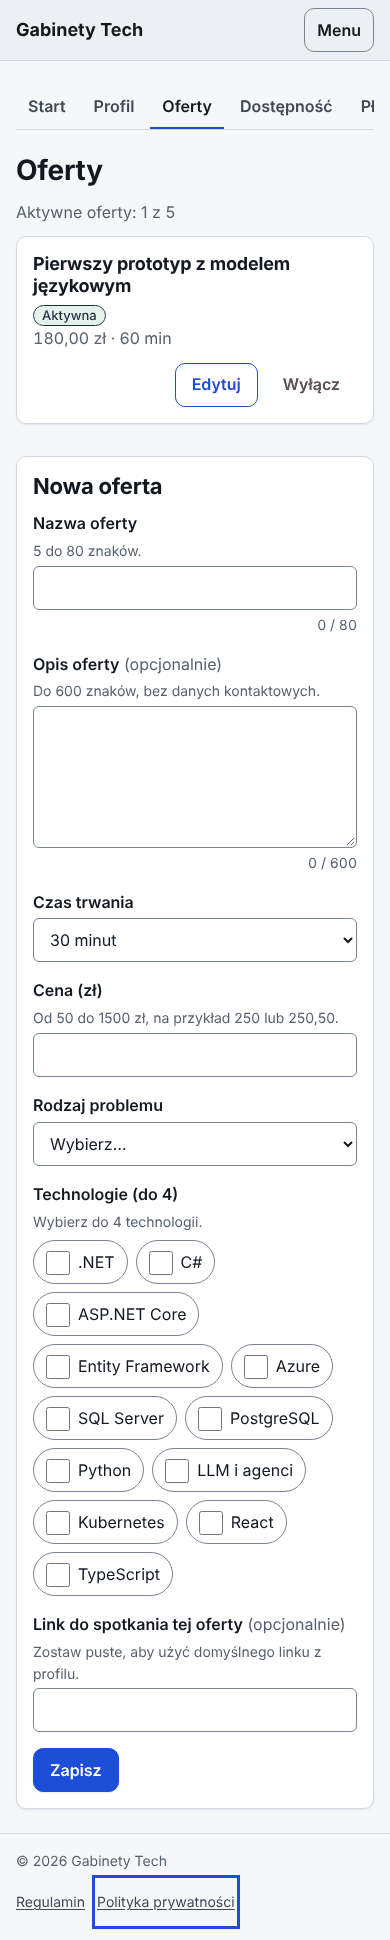 Gabinety Tech
Menu
Start Profil Oferty Dostępność
Oferty
Aktywne oferty: 1 z 5
Pierwszy prototyp z modelem
językowym
Aktywna
180,00 zł · 60 min
Edytuj Wyłącz
Nowa oferta
Nazwa oferty
5 do 80 znaków.
0 / 80
Opis oferty (opcjonalnie)
Do 600 znaków, bez danych kontaktowych.
0 / 600
Czas trwania
30 minut
Cena (zł)
Od 50 do 1500 zł, na przykład 250 lub 250,50.
Rodzaj problemu
Wybierz...
Technologie (do 4)
Wybierz do 4 technologii.
.NET C#
ASP.NET Core
Entity Framework Azure
SQL Server PostgreSQL
Python LLM i agenci
Kubernetes React
TypeScript
Link do spotkania tej oferty (opcjonalnie)
Zostaw puste, aby użyć domyślnego linku z
profilu.
Zapisz
© 2026 Gabinety Tech
Regulamin Polityka prywatności